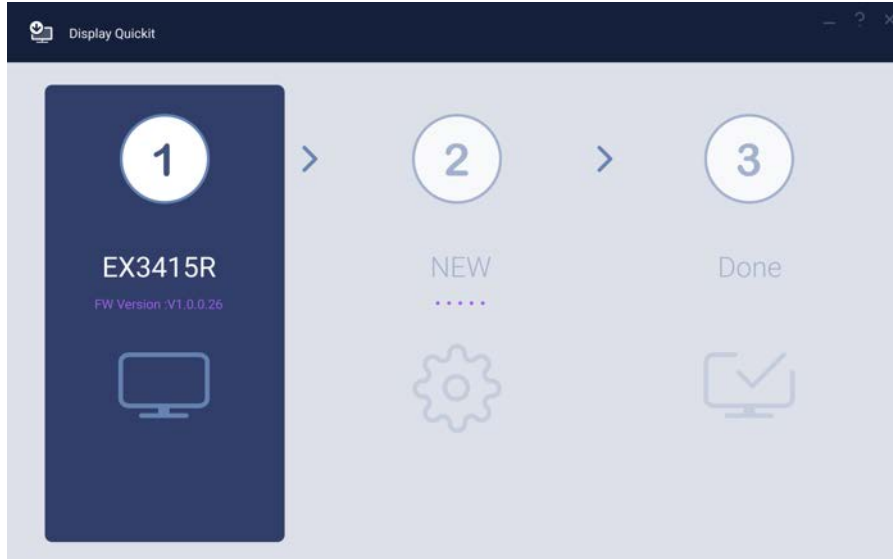 Display Quickit
?
1
2
3
EX3415R
NEW
Done
FW Version :V1.0.0.26